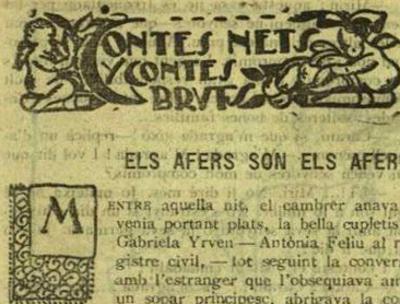 CONTES NETS
Y CONTES
BRVTS
ELS AFERS SON ELS AFER
MENTRE aquella nit, el cambrer anava
venia portant plats, la bella cupletis
Gabriela Yrven — Antònia Feliu al r
gistre civil, — tot seguint la conver
amb l'estranger que l'obsequiava am
un sopar principesc, abrigava la co